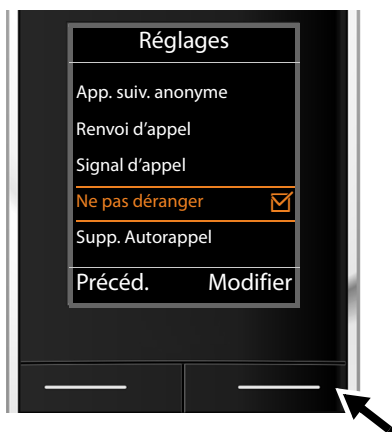 Réglages
App. suiv. anonyme
Renvoi d'appel
Signal d'appel
Ne pas déranger
Supp. Autorappel
Précéd. Modifier